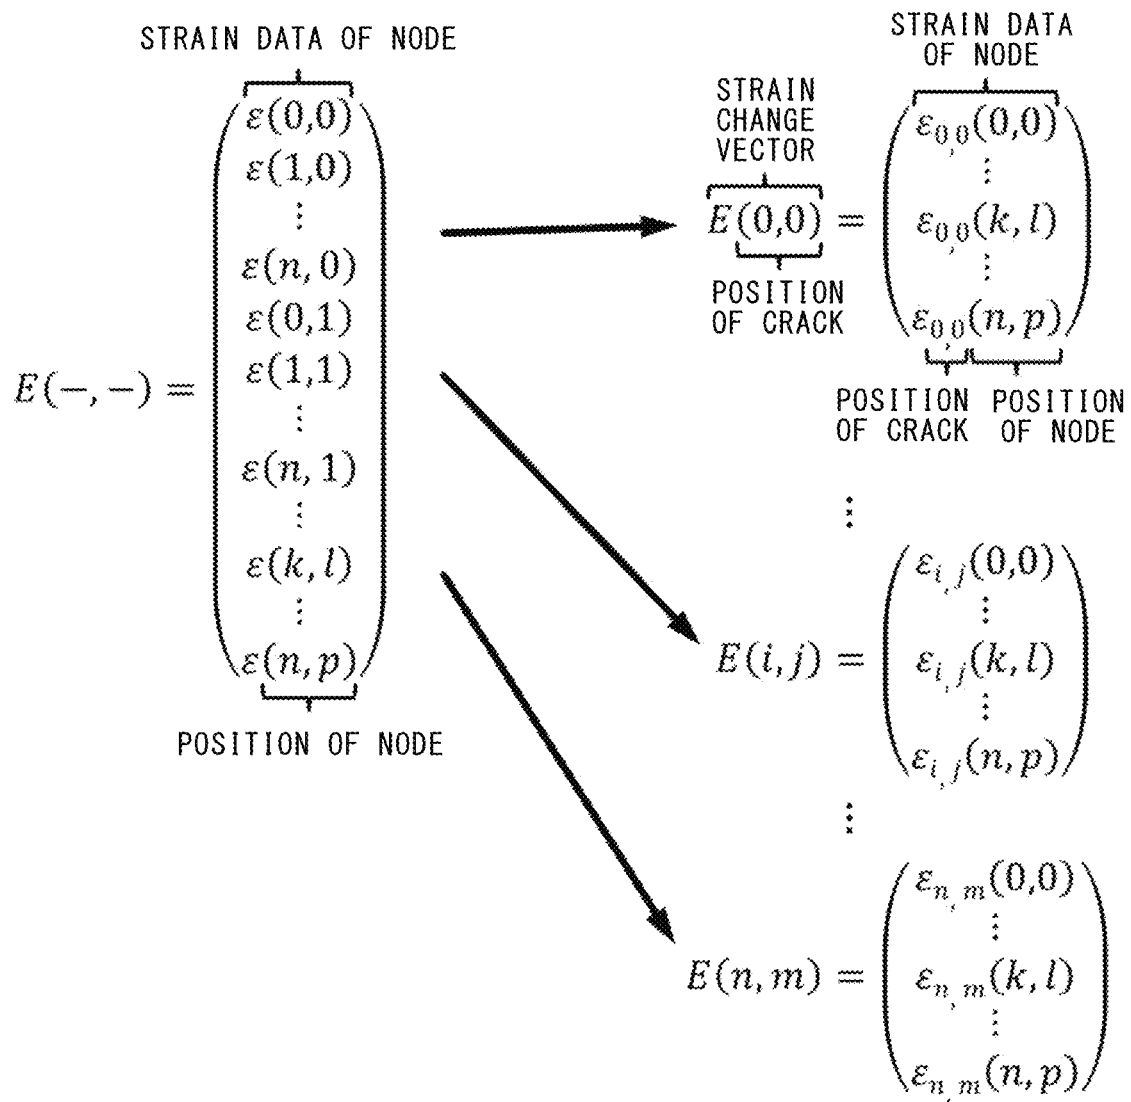 STRAIN DATA OF NODE
ε(0,0)
ε(1,0)
⋮
ε(n, 0)
ε(0,1)
E(−,−) = ε(1,1)
⋮
ε(n, 1)
⋮
ε(k, l)
⋮
ε(n, p)
POSITION OF NODE
STRAIN DATA
OF NODE
STRAIN
CHANGE
VECTOR
ε0,0(0,0)
⋮
E(0,0) = ε0,0(k, l)
⋮
ε0,0(n, p)
POSITION
OF CRACK
POSITION
OF CRACK
POSITION
OF NODE
⋮
εi,j(0,0)
⋮
E(i, j) = εi,j(k, l)
⋮
εi,j(n, p)
⋮
εn,m(0,0)
⋮
E(n, m) = εn,m(k, l)
⋮
εn,m(n, p)